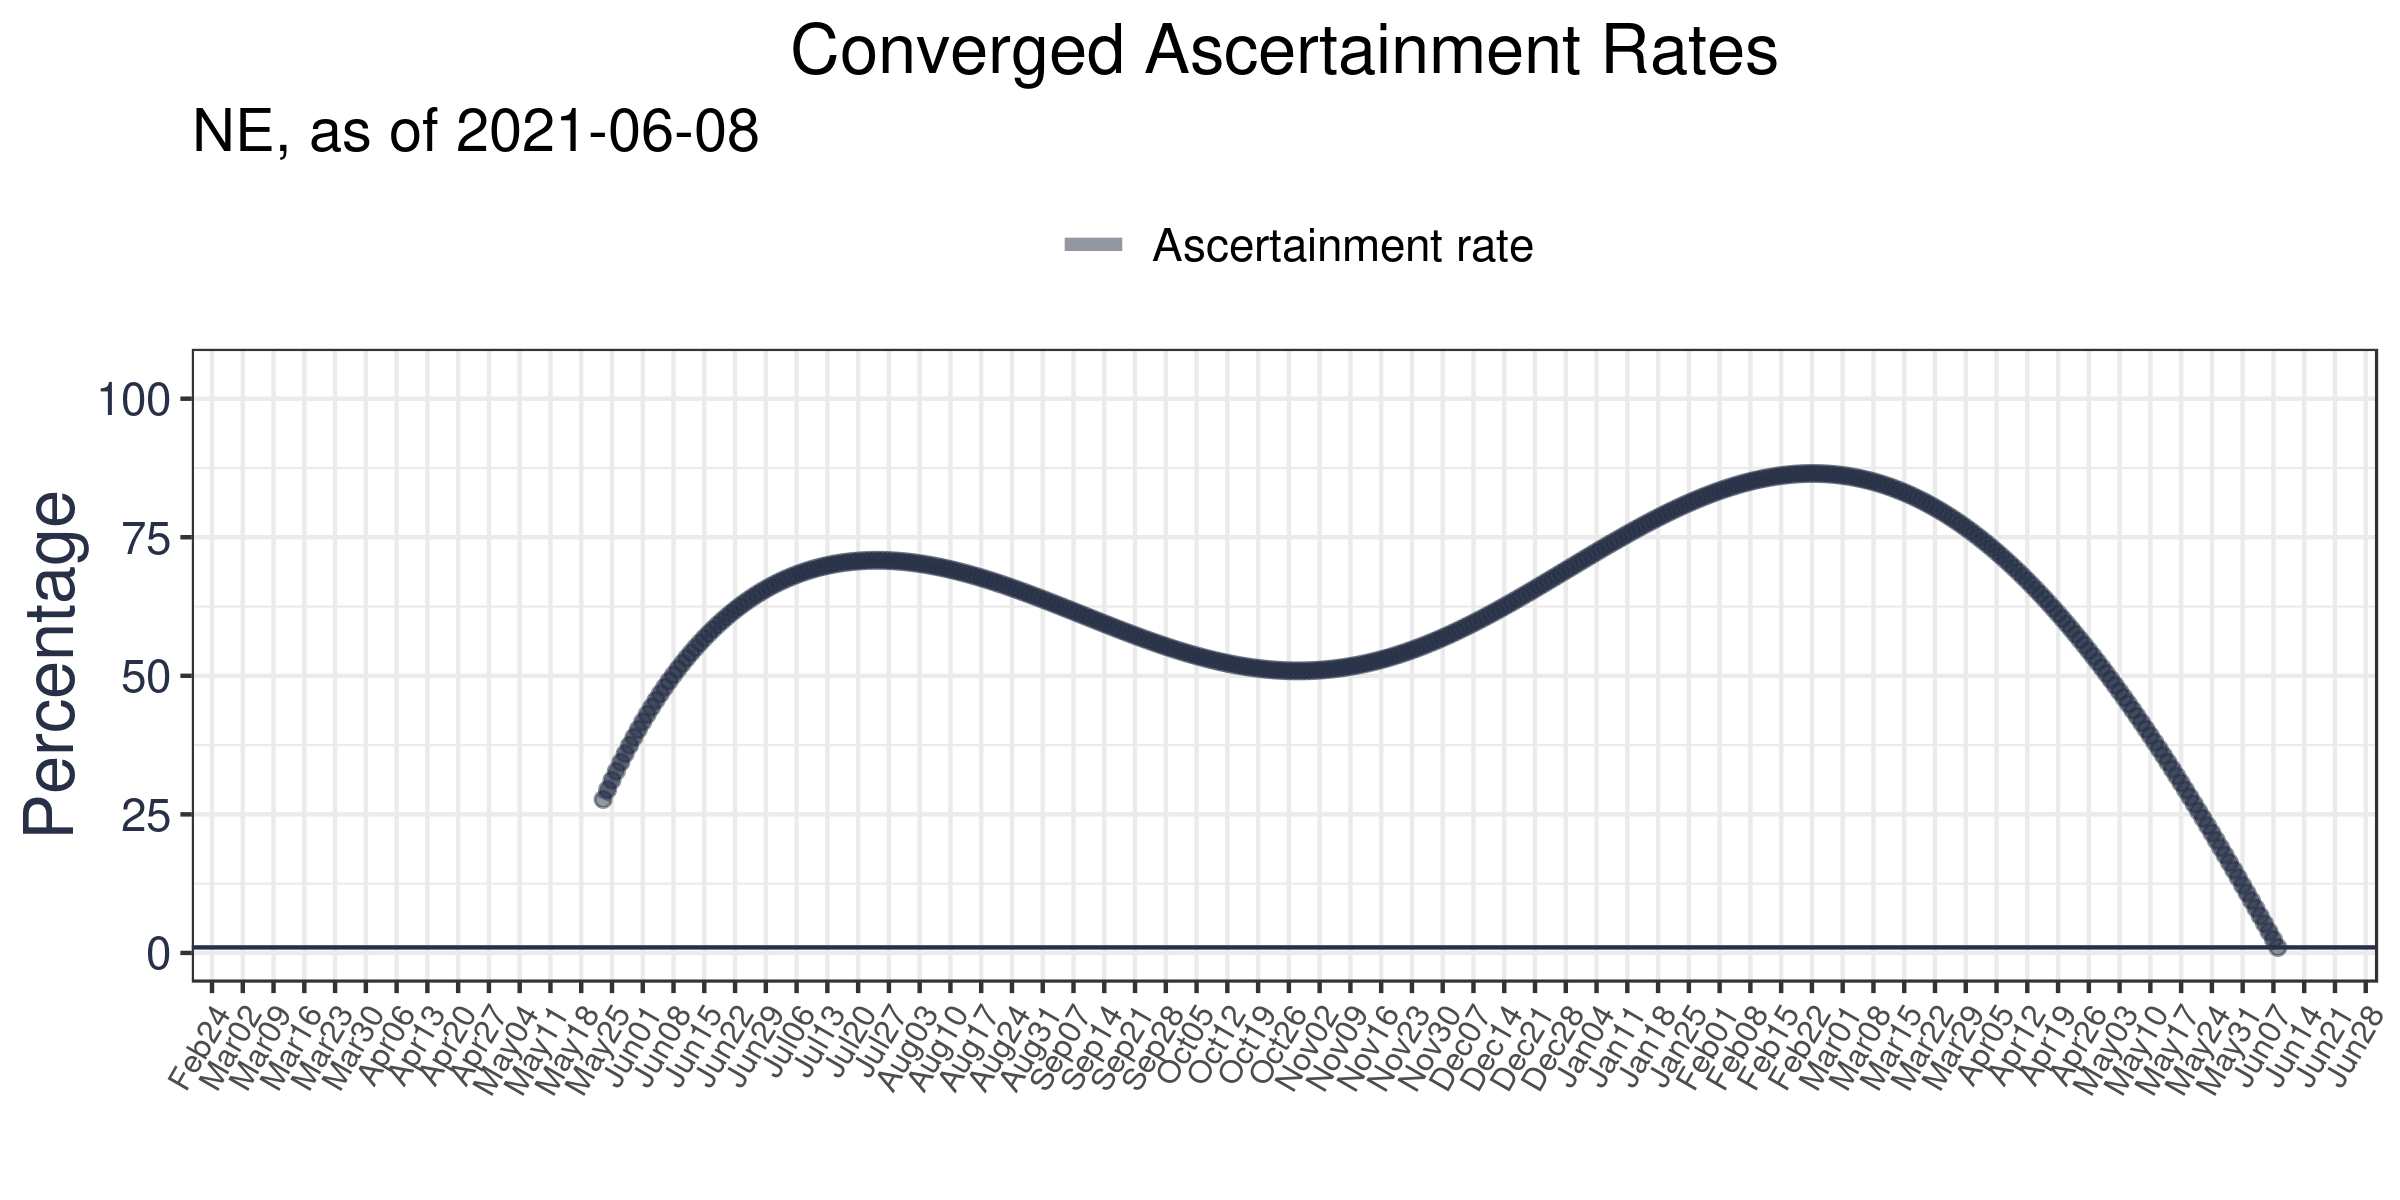 Converged Ascertainment Rates
NE, as of 2021-06-08
Ascertainment rate
Percentage
100
75
50
25
0
Feb24
Mar02
Mar09
Mar16
Mar23
Mar30
Apr06
Apr13
Apr20
Apr27
May04
May11
May18
May25
Jun01
Jun08
Jun15
Jun22
Jun29
Jul06
Jul13
Jul20
Jul27
Aug03
Aug10
Aug17
Aug24
Aug31
Sep07
Sep14
Sep21
Sep28
Oct05
Oct12
Oct19
Oct26
Nov02
Nov09
Nov16
Nov23
Nov30
Dec07
Dec14
Dec21
Dec28
Jan04
Jan11
Jan18
Jan25
Feb01
Feb08
Feb15
Feb22
Mar01
Mar08
Mar15
Mar22
Mar29
Apr05
Apr12
Apr19
Apr26
May03
May10
May17
May24
May31
Jun07
Jun14
Jun21
Jun28